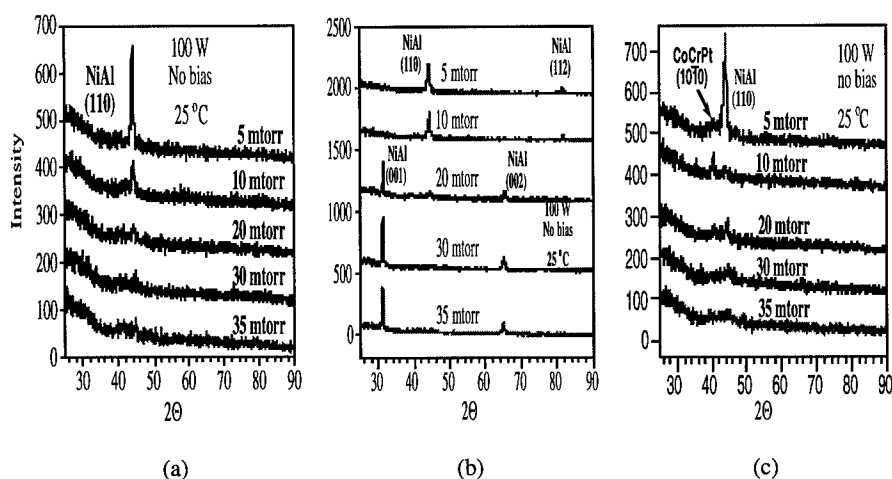 Intensity
700
600
500
400
300
200
100
0
100 W
No bias
25 °C
NiAl
(110)
5 mtorr
10 mtorr
20 mtorr
30 mtorr
35 mtorr
30 40 50 60 70 80 90
2Θ
(a)
2500
2000
1500
1000
500
0
NiAl
(110)
5 mtorr
NiAl
(112)
10 mtorr
NiAl
(001)
20 mtorr
NiAl
(002)
100 W
No bias
25 °C
30 mtorr
35 mtorr
30 40 50 60 70 80 90
2Θ
(b)
700
600
500
400
300
200
100
0
CoCrPt
(101̄0)
NiAl
(110)
100 W
no bias
25 °C
5 mtorr
10 mtorr
20 mtorr
30 mtorr
35 mtorr
30 40 50 60 70 80 90
2Θ
(c)